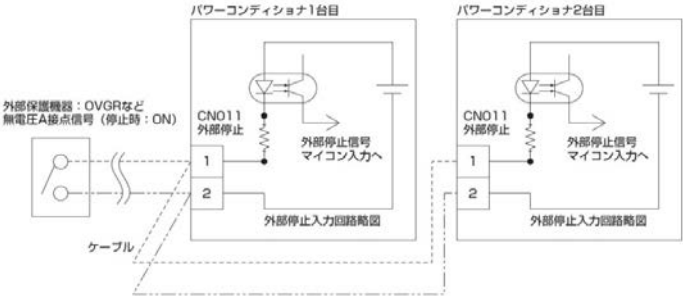 パワーコンディショナ1台目
パワーコンディショナ2台目
外部保護機器：OVGRなど
無電圧A接点信号（停止時：ON）
CN011
外部停止
1
2
外部停止信号
マイコン入力へ
外部停止入力回路略図
CN011
外部停止
1
2
外部停止信号
マイコン入力へ
外部停止入力回路略図
ケーブル